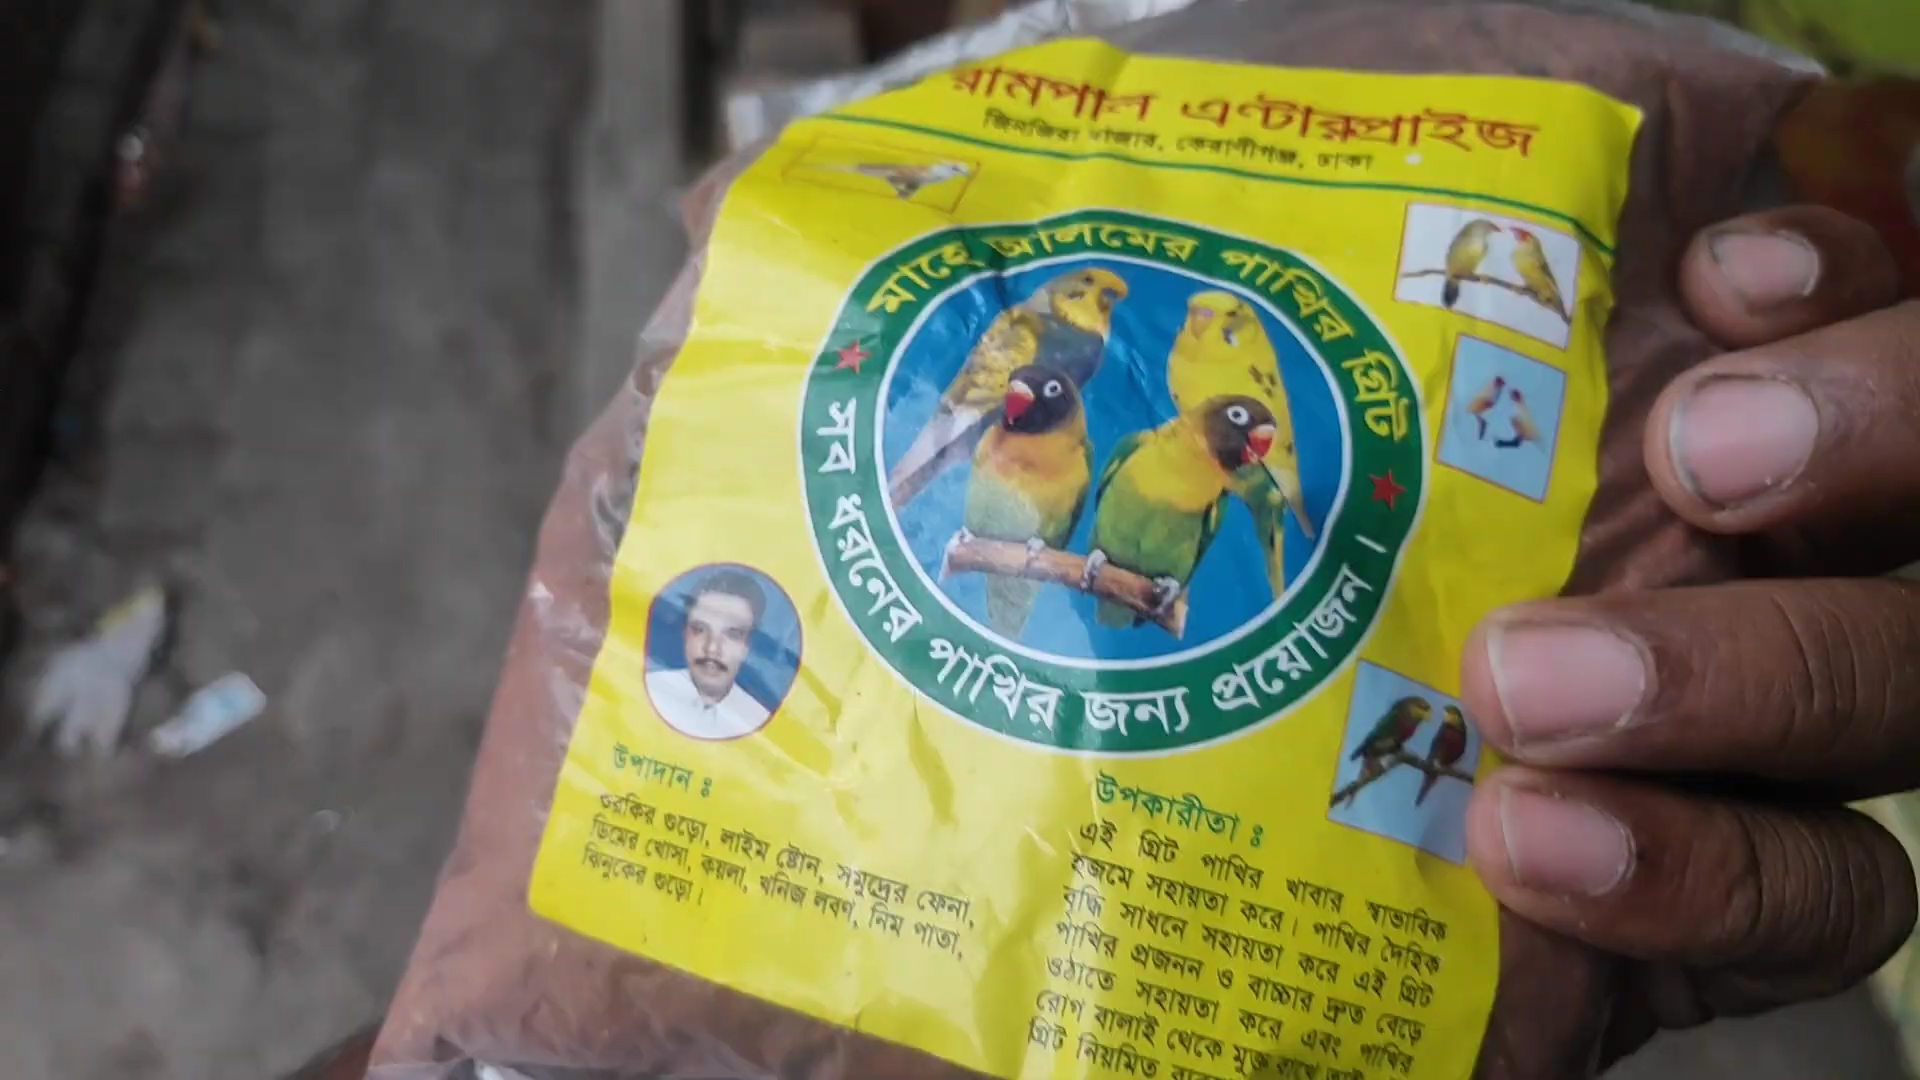 রামপাল এন্টারপ্রাইজ
জিনজিরা বাজার, কেরাণীগঞ্জ, ঢাকা
মাহে আলমের পাখির গ্রিট
সব ধরনের পাখির জন্য প্রয়োজন।
উপাদান ঃ
শুরকির গুড়ো, লাইম ষ্টোন, সমুদ্রের ফেনা,
ডিমের খোসা, কয়লা, খনিজ লবণ, নিম পাতা,
ঝিনুকের গুড়ো।
উপকারীতা ঃ
এই গ্রিট পাখির খাবার স্বাভাবিক
হজমে সহায়তা করে। পাখির দৈহিক
বৃদ্ধি সাধনে সহায়তা করে এই গ্রিট
পাখির প্রজনন ও বাচ্চার দ্রুত বেড়ে
ওঠাতে সহায়তা করে এবং পাখির
রোগ বালাই থেকে মুক্ত রাখে
গ্রিট নিয়মিত